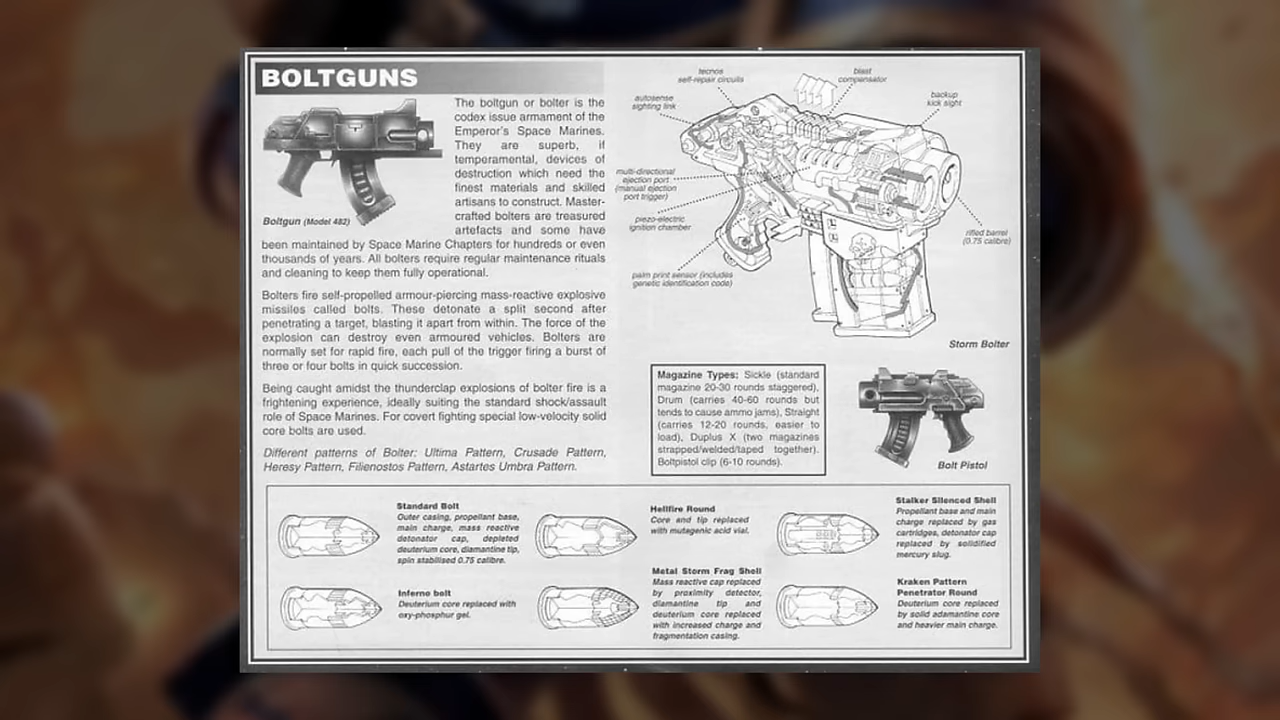 BOLTGUNS
The boltgun or bolter is the
codex issue armament of the
Emperor's Space Marines.
They are superb, if
temperamental, devices of
destruction which need the
finest materials and skilled
artisans to construct. Master-
crafted bolters are treasured
artefacts and some have
Boltgun (Model 482)
been maintained by Space Marine Chapters for hundreds or even
thousands of years. All bolters require regular maintenance rituals
and cleaning to keep them fully operational.
Bolters fire self-propelled armour-piercing mass-reactive explosive
missiles called bolts. These detonate a split second after
penetrating a target, blasting it apart from within. The force of the
explosion can destroy even armoured vehicles. Bolters are
normally set for rapid fire, each pull of the trigger firing a burst of
three or four bolts in quick succession.
Being caught amidst the thunderclap explosions of bolter fire is a
frightening experience, ideally suiting the standard shock/assault
role of Space Marines. For covert fighting special low-velocity solid
core bolts are used.
Different patterns of Bolter: Ultima Pattern, Crusade Pattern,
Heresy Pattern, Filienostos Pattern, Astartes Umbra Pattern.
tecnos
self-repair circuits
blast
compensator
autosense
sighting link
backup
kick sight
multi-directional
ejection port
(manual ejection
port trigger)
piezo-electric
ignition chamber
rifled barrel
(0.75 calibre)
palm print sensor (includes
genetic identification code)
Storm Bolter
Magazine Types: Sickle (standard
magazine 20-30 rounds staggered),
Drum (carries 40-60 rounds but
tends to cause ammo jams), Straight
(carries 12-20 rounds, easier to
load), Duplus X (two magazines
strapped/welded/taped together).
Boltpistol clip (6-10 rounds).
Bolt Pistol
Standard Bolt
Outer casing, propellant base,
main charge, mass reactive
detonator cap, depleted
deuterium core, diamantine tip,
spin stabilised 0.75 calibre.
Hellfire Round
Core and tip replaced
with mutagenic acid vial.
Stalker Silenced Shell
Propellant base and main
charge replaced by gas
cartridges, detonator cap
replaced by solidified
mercury slug.
Inferno bolt
Deuterium core replaced with
oxy-phosphur gel.
Metal Storm Frag Shell
Mass reactive cap replaced
by proximity detector,
diamantine tip and
deuterium core replaced
with increased charge and
fragmentation casing.
Kraken Pattern
Penetrator Round
Deuterium core replaced
by solid adamantine core
and heavier main charge.